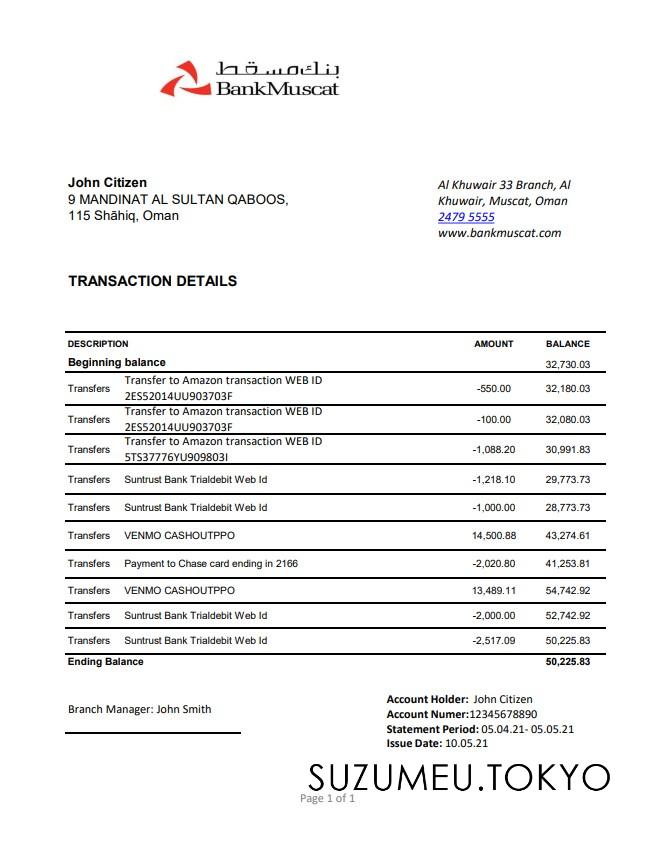 بنك مسقط
BankMuscat
John Citizen
9 MANDINAT AL SULTAN QABOOS,
115 Shāhiq, Oman
Al Khuwair 33 Branch, Al
Khuwair, Muscat, Oman
2479 5555
www.bankmuscat.com
TRANSACTION DETAILS
DESCRIPTION AMOUNT BALANCE
Beginning balance 32,730.03
Transfers Transfer to Amazon transaction WEB ID
2ES52014UU903703F -550.00 32,180.03
Transfers Transfer to Amazon transaction WEB ID
2ES52014UU903703F -100.00 32,080.03
Transfers Transfer to Amazon transaction WEB ID
5TS37776YU909803I -1,088.20 30,991.83
Transfers Suntrust Bank Trialdebit Web Id -1,218.10 29,773.73
Transfers Suntrust Bank Trialdebit Web Id -1,000.00 28,773.73
Transfers VENMO CASHOUTPPO 14,500.88 43,274.61
Transfers Payment to Chase card ending in 2166 -2,020.80 41,253.81
Transfers VENMO CASHOUTPPO 13,489.11 54,742.92
Transfers Suntrust Bank Trialdebit Web Id -2,000.00 52,742.92
Transfers Suntrust Bank Trialdebit Web Id -2,517.09 50,225.83
Ending Balance 50,225.83
Branch Manager: John Smith
Account Holder: John Citizen
Account Numer:12345678890
Statement Period: 05.04.21- 05.05.21
Issue Date: 10.05.21
SUZUMEU.TOKYO
Page 1 of 1